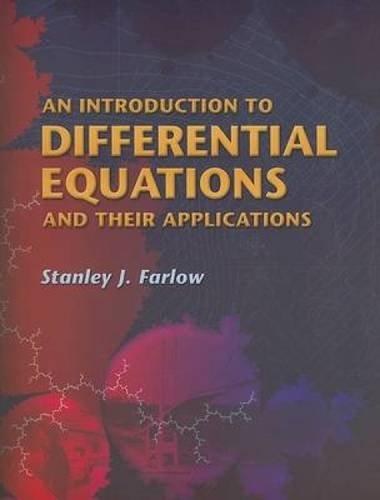 AN INTRODUCTION TO
DIFFERENTIAL
EQUATIONS
AND THEIR APPLICATIONS
Stanley J. Farlow